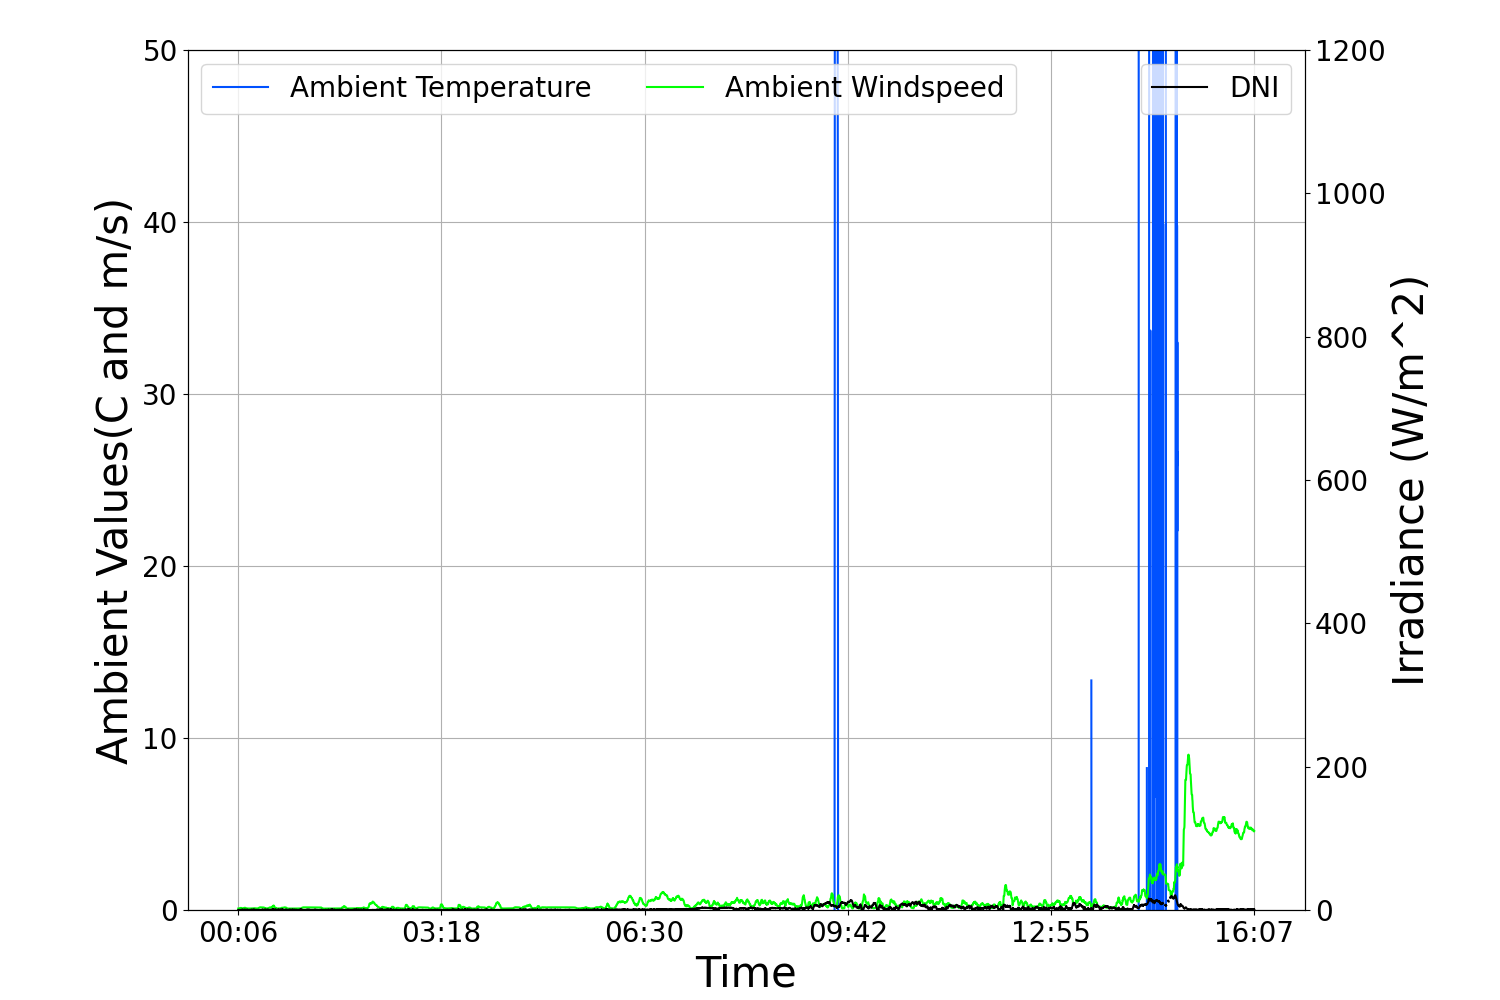 Ambient Temperature Ambient Windspeed DNI
Ambient Values(C and m/s)
50
40
30
20
10
0
1200
1000
800
600
400
200
0
Irradiance (W/m^2)
00:06 03:18 06:30 09:42 12:55 16:07
Time